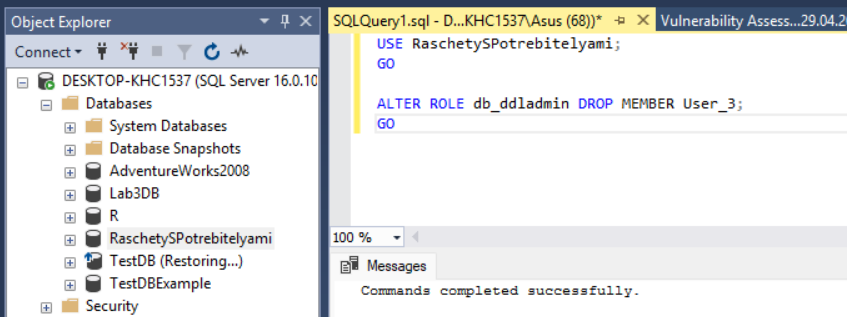 Object Explorer
Connect
DESKTOP-KHC1537 (SQL Server 16.0.10
Databases
System Databases
Database Snapshots
AdventureWorks2008
Lab3DB
R
RaschetySPotrebitelyami
TestDB (Restoring...)
TestDBExample
Security
SQLQuery1.sql - D...KHC1537\Asus (68))*
Vulnerability Assess...29.04.20
USE RaschetySPotrebitelyami;
GO
ALTER ROLE db_ddladmin DROP MEMBER User_3;
GO
100 %
Messages
Commands completed successfully.